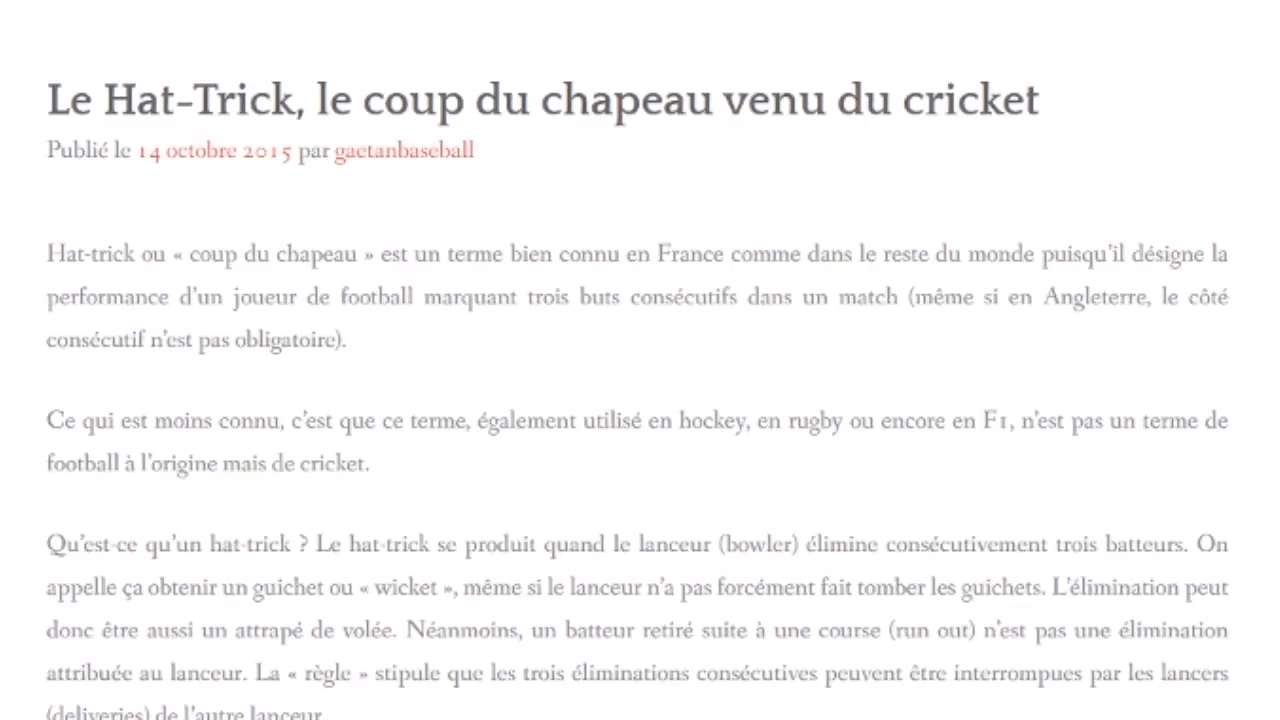 Le Hat-Trick, le coup du chapeau venu du cricket
Publié le 14 octobre 2015 par gaetanbaseball
Hat-trick ou « coup du chapeau » est un terme bien connu en France comme dans le reste du monde puisqu'il désigne la
performance d'un joueur de football marquant trois buts consécutifs dans un match (même si en Angleterre, le côté
consécutif n'est pas obligatoire).
Ce qui est moins connu, c'est que ce terme, également utilisé en hockey, en rugby ou encore en F1, n'est pas un terme de
football à l'origine mais de cricket.
Qu'est-ce qu'un hat-trick ? Le hat-trick se produit quand le lanceur (bowler) élimine consécutivement trois batteurs. On
appelle ça obtenir un guichet ou « wicket », même si le lanceur n'a pas forcément fait tomber les guichets. L'élimination peut
donc être aussi un attrapé de volée. Néanmoins, un batteur retiré suite à une course (run out) n'est pas une élimination
attribuée au lanceur. La « règle » stipule que les trois éliminations consécutives peuvent être interrompues par les lancers
(deliveries) de l'autre lanceur.